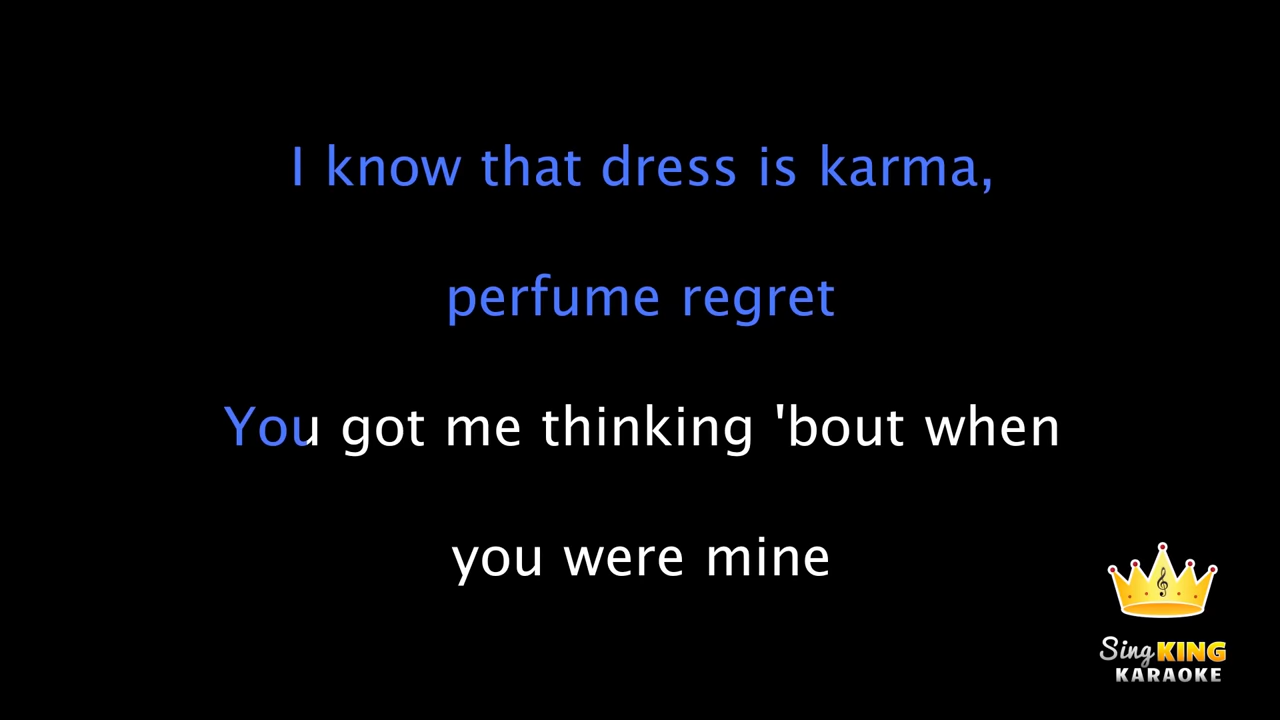 I know that dress is karma,
perfume regret
You got me thinking 'bout when
you were mine
Sing KING
KARAOKE